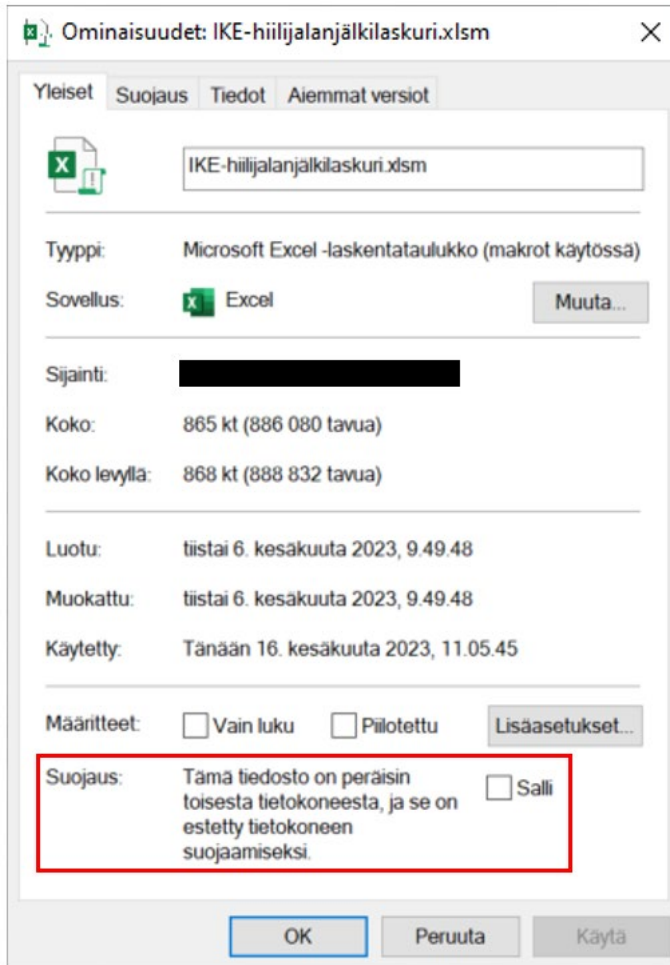 Ominaisuudet: IKE-hiilijalanjälkilaskuri.xlsm
Yleiset Suojaus Tiedot Aiemmat versiot
IKE-hiilijalanjälkilaskuri.xlsm
Tyyppi: Microsoft Excel -laskentataulukko (makrot käytössä)
Sovellus: Excel Muuta...
Sijainti:
Koko: 865 kt (886 080 tavua)
Koko levyllä: 868 kt (888 832 tavua)
Luotu: tiistai 6. kesäkuuta 2023, 9.49.48
Muokattu: tiistai 6. kesäkuuta 2023, 9.49.48
Käytetty: Tänään 16. kesäkuuta 2023, 11.05.45
Määritteet: Vain luku Piilotettu Lisäasetukset...
Suojaus: Tämä tiedosto on peräisin Salli
toisesta tietokoneesta, ja se on
estetty tietokoneen
suojaamiseksi.
OK Peruuta Käytä